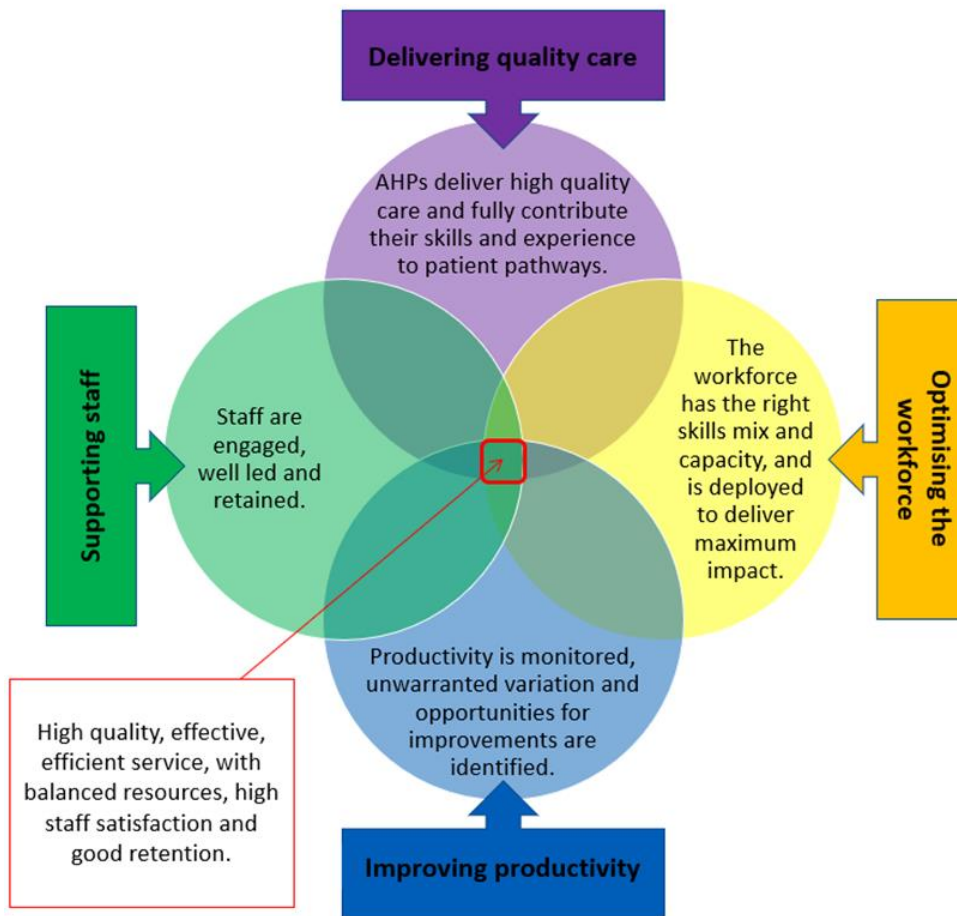 Delivering quality care
AHPs deliver high quality
care and fully contribute
their skills and experience
to patient pathways.
Supporting staff
Staff are
engaged,
well led and
retained.
The
workforce
has the right
skills mix and
capacity, and
is deployed
to deliver
maximum
impact.
Optimising the
workforce
Productivity is monitored,
unwarranted variation and
opportunities for
improvements are
identified.
High quality, effective,
efficient service, with
balanced resources, high
staff satisfaction and
good retention.
Improving productivity